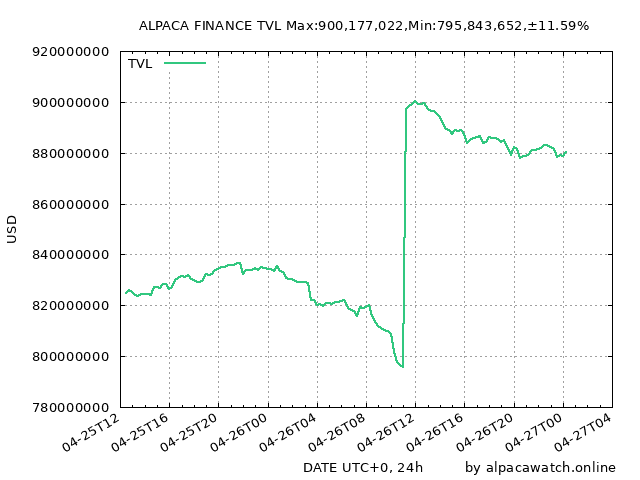 ALPACA FINANCE TVL Max:900,177,022,Min:795,843,652,±11.59%
TVL
920000000
900000000
880000000
860000000
840000000
820000000
800000000
780000000
USD
04-25T12
04-25T16
04-25T20
04-26T00
04-26T04
04-26T08
04-26T12
04-26T16
04-26T20
04-27T00
04-27T04
DATE UTC+0, 24h
by alpacawatch.online